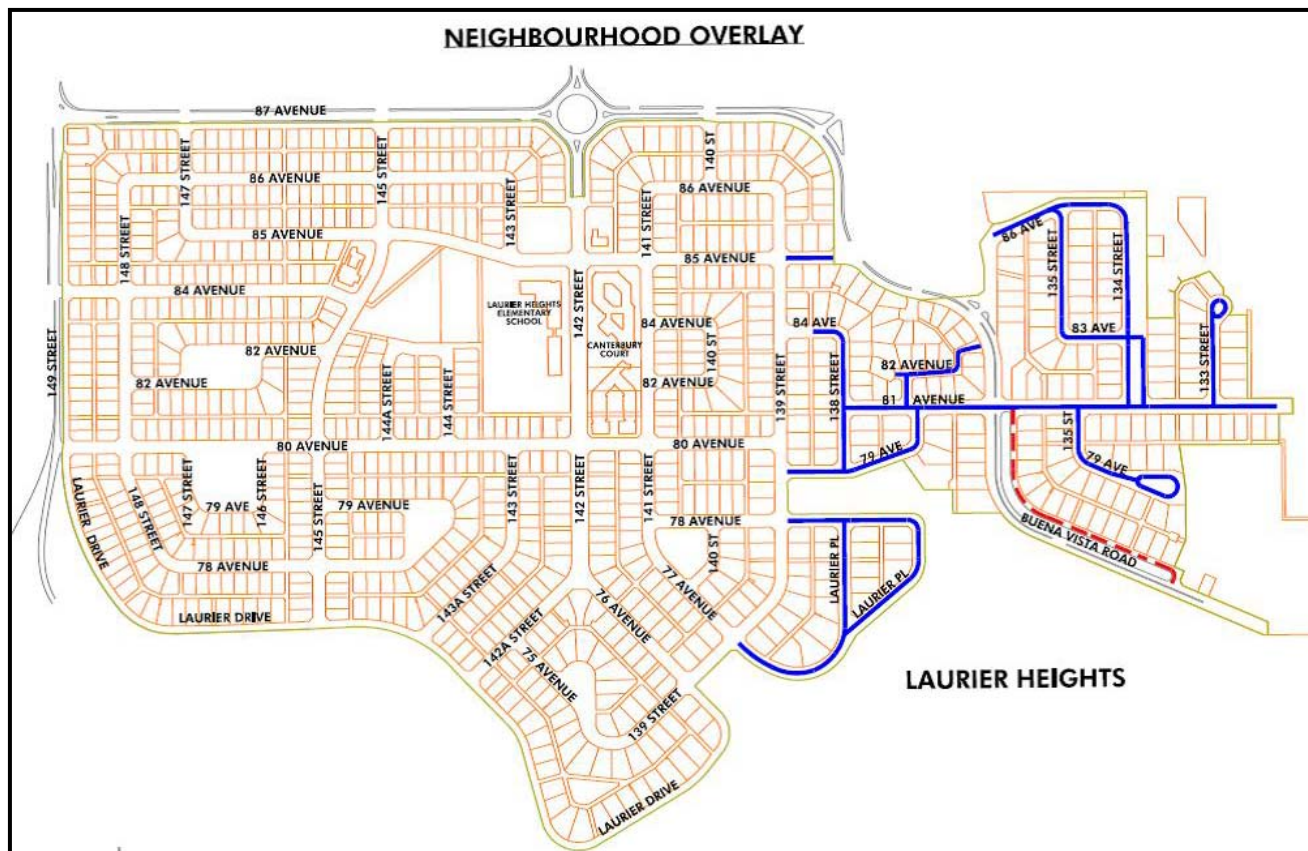 NEIGHBOURHOOD OVERLAY
87 AVENUE
147 STREET
145 STREET
140 ST
86 AVENUE
86 AVENUE
143 STREET
141 STREET
148 STREET
85 AVENUE
85 AVENUE
86 AVE
135 STREET
134 STREET
84 AVENUE
LAURIER HEIGHTS
ELEMENTARY
SCHOOL
142 STREET
84 AVENUE
84 AVE
83 AVE
149 STREET
82 AVENUE
CANTERBURY
COURT
140 ST
82 AVENUE
133 STREET
82 AVENUE
82 AVENUE
144A STREET
144 STREET
139 STREET
138 STREET
81 AVENUE
80 AVENUE
80 AVENUE
135 ST
79 AVE
79 AVE
LAURIER DRIVE
148 STREET
147 STREET
146 STREET
79 AVE
145 STREET
79 AVENUE
143 STREET
142 STREET
141 STREET
78 AVENUE
140 ST
BUENA VISTA ROAD
78 AVENUE
LAURIER DRIVE
143A STREET
142A STREET
76 AVENUE
77 AVENUE
LAURIER PL
LAURIER PL
75 AVENUE
139 STREET
LAURIER DRIVE
LAURIER HEIGHTS